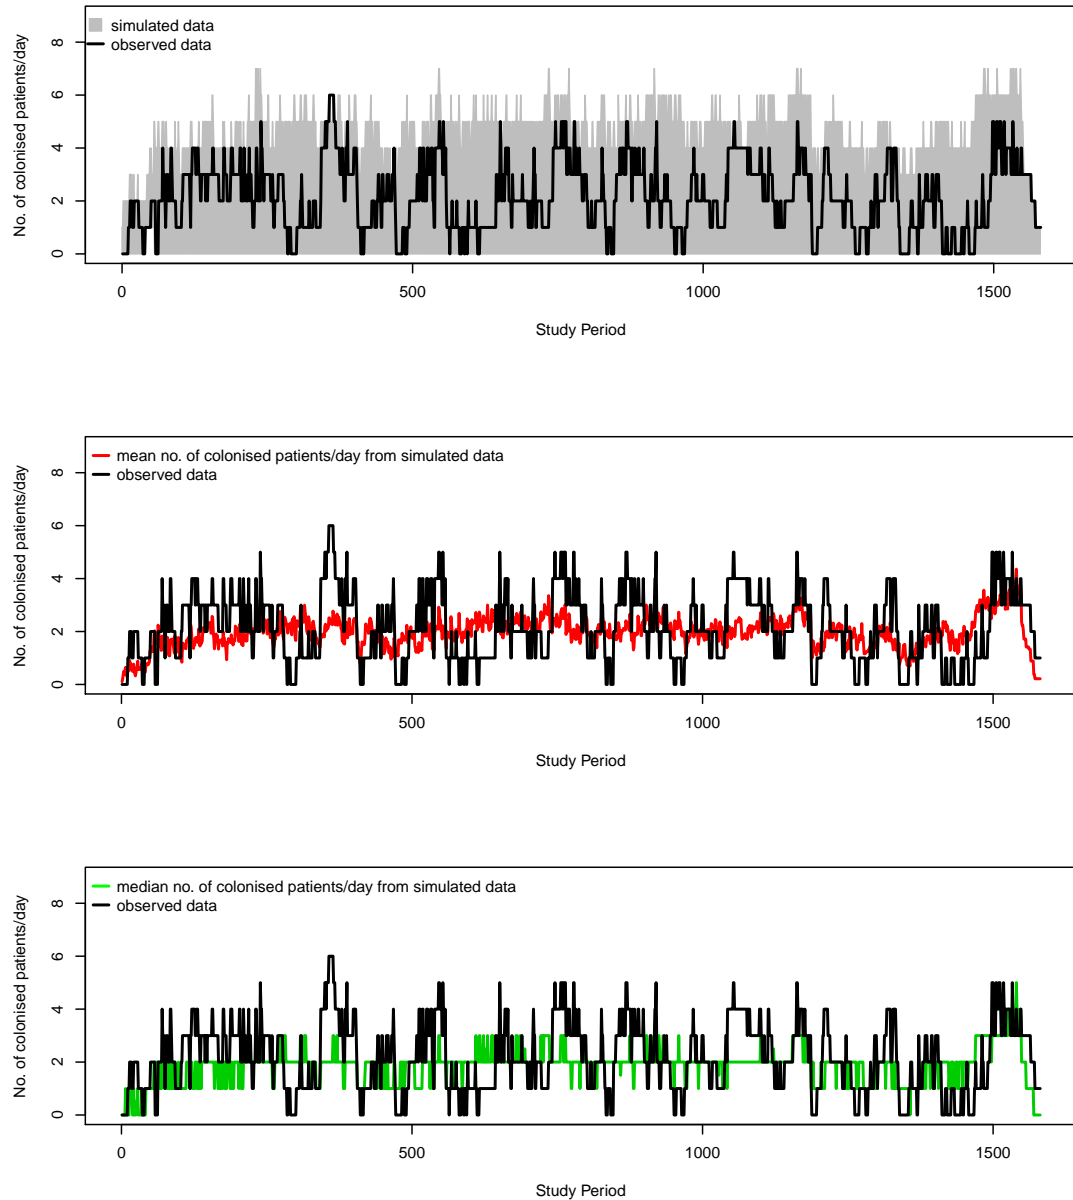 simulated data
observed data
No. of colonised patients/day
8
6
4
2
0
0 500 1000 1500
Study Period
mean no. of colonised patients/day from simulated data
observed data
No. of colonised patients/day
8
6
4
2
0
0 500 1000 1500
Study Period
median no. of colonised patients/day from simulated data
observed data
No. of colonised patients/day
8
6
4
2
0
0 500 1000 1500
Study Period